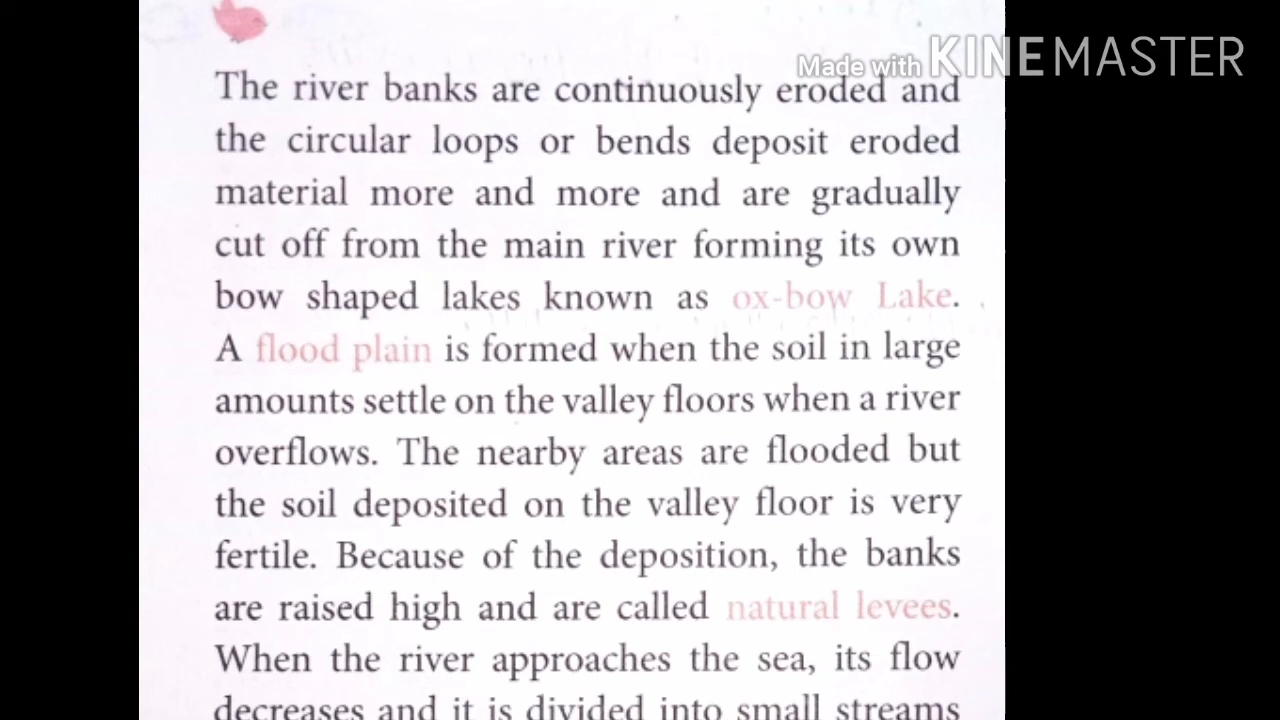 Made with KINEMASTER
The river banks are continuously eroded and
the circular loops or bends deposit eroded
material more and more and are gradually
cut off from the main river forming its own
bow shaped lakes known as ox-bow Lake.
A flood plain is formed when the soil in large
amounts settle on the valley floors when a river
overflows. The nearby areas are flooded but
the soil deposited on the valley floor is very
fertile. Because of the deposition, the banks
are raised high and are called natural levees.
When the river approaches the sea, its flow
decreases and it is divided into small streams